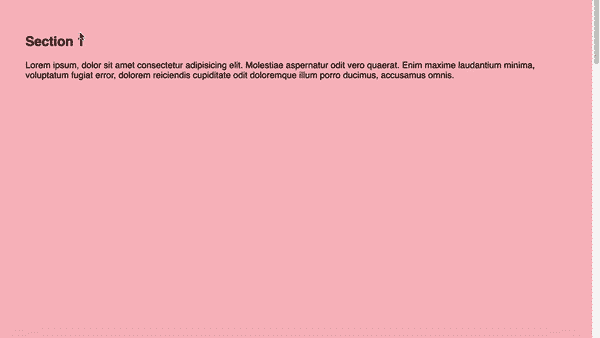 Section 1
Lorem ipsum, dolor sit amet consectetur adipisicing elit. Molestiae aspernatur odit vero quaerat. Enim maxime laudantium minima,
voluptatum fugiat error, dolorem reiciendis cupiditate odit doloremque illum porro ducimus, accusamus omnis.